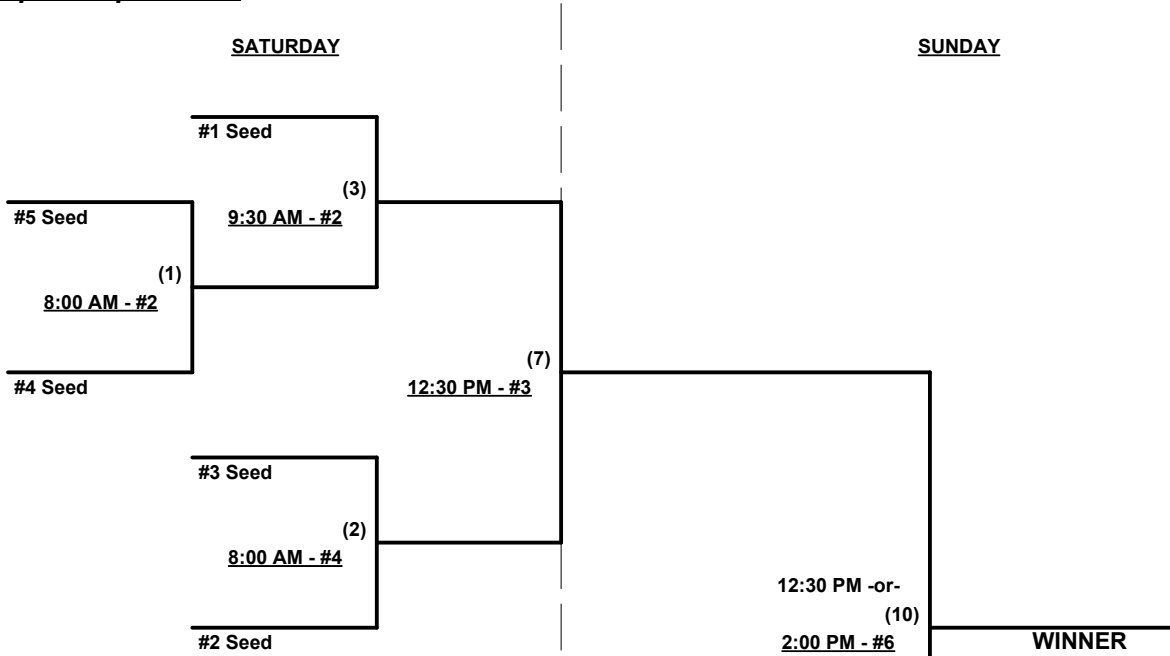 SATURDAY
SUNDAY
#1 Seed
(3)
9:30 AM - #2
#5 Seed
(1)
8:00 AM - #2
#4 Seed
(7)
12:30 PM - #3
#3 Seed
(2)
8:00 AM - #4
#2 Seed
12:30 PM -or-
(10)
2:00 PM - #6
WINNER